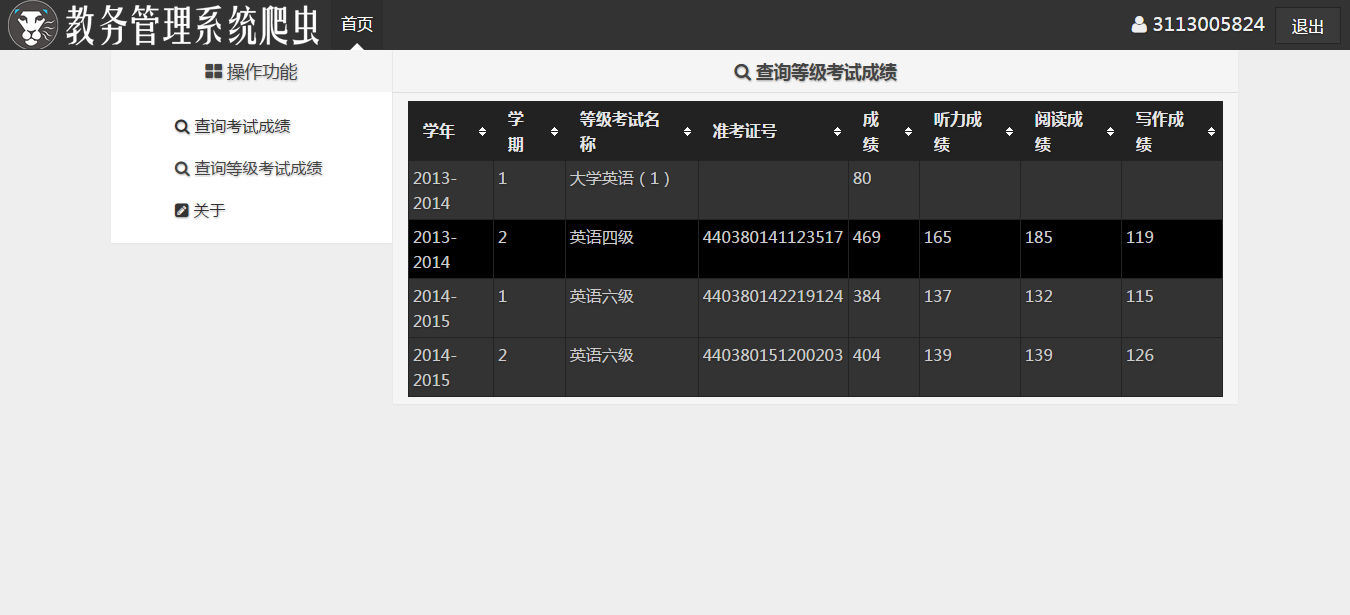 教务管理系统爬虫 首页 3113005824 退出
操作功能
查询考试成绩
查询等级考试成绩
关于
查询等级考试成绩
学年 学期 等级考试名称 准考证号 成绩 听力成绩 阅读成绩 写作成绩
2013-2014 1 大学英语（1） 80
2013-2014 2 英语四级 440380141123517 469 165 185 119
2014-2015 1 英语六级 440380142219124 384 137 132 115
2014-2015 2 英语六级 440380151200203 404 139 139 126